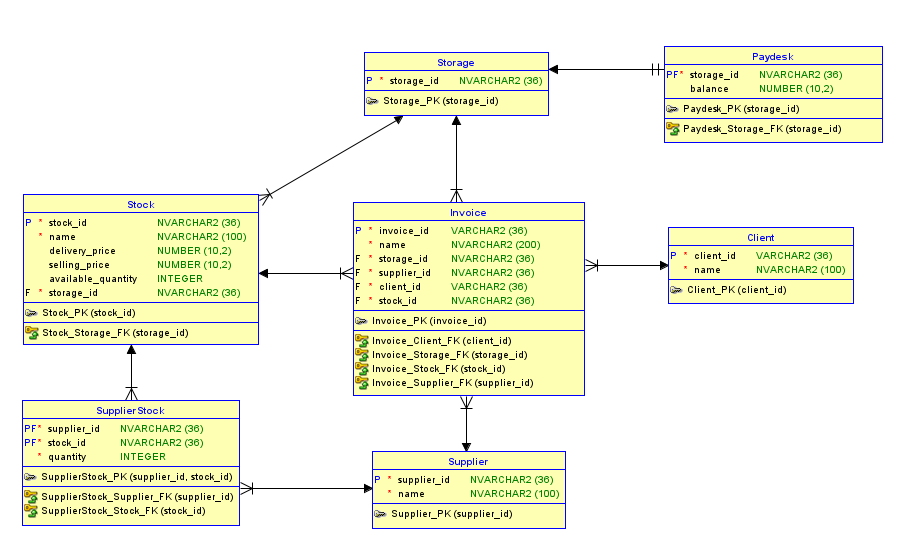 Storage
P * storage_id NVARCHAR2 (36)
Storage_PK (storage_id)
Paydesk
PF* storage_id NVARCHAR2 (36)
balance NUMBER (10,2)
Paydesk_PK (storage_id)
Paydesk_Storage_FK (storage_id)
Stock
P * stock_id NVARCHAR2 (36)
* name NVARCHAR2 (100)
delivery_price NUMBER (10,2)
selling_price NUMBER (10,2)
available_quantity INTEGER
F * storage_id NVARCHAR2 (36)
Stock_PK (stock_id)
Stock_Storage_FK (storage_id)
Invoice
P * invoice_id VARCHAR2 (36)
* name NVARCHAR2 (200)
F * storage_id NVARCHAR2 (36)
F * supplier_id NVARCHAR2 (36)
F * client_id VARCHAR2 (36)
F * stock_id NVARCHAR2 (36)
Invoice_PK (invoice_id)
Invoice_Client_FK (client_id)
Invoice_Storage_FK (storage_id)
Invoice_Stock_FK (stock_id)
Invoice_Supplier_FK (supplier_id)
Client
P * client_id VARCHAR2 (36)
* name NVARCHAR2 (100)
Client_PK (client_id)
SupplierStock
PF* supplier_id NVARCHAR2 (36)
PF* stock_id NVARCHAR2 (36)
* quantity INTEGER
SupplierStock_PK (supplier_id, stock_id)
SupplierStock_Supplier_FK (supplier_id)
SupplierStock_Stock_FK (stock_id)
Supplier
P * supplier_id NVARCHAR2 (36)
* name NVARCHAR2 (100)
Supplier_PK (supplier_id)